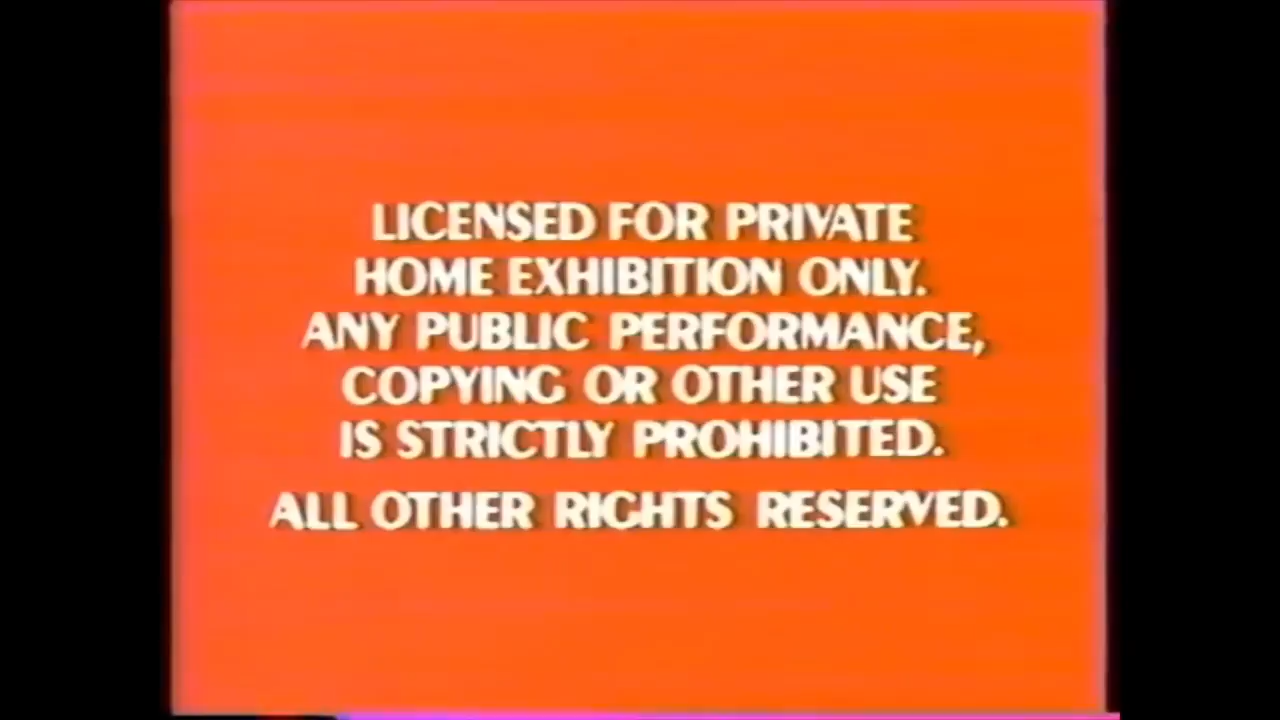 LICENSED FOR PRIVATE
HOME EXHIBITION ONLY.
ANY PUBLIC PERFORMANCE,
COPYING OR OTHER USE
IS STRICTLY PROHIBITED.
ALL OTHER RIGHTS RESERVED.